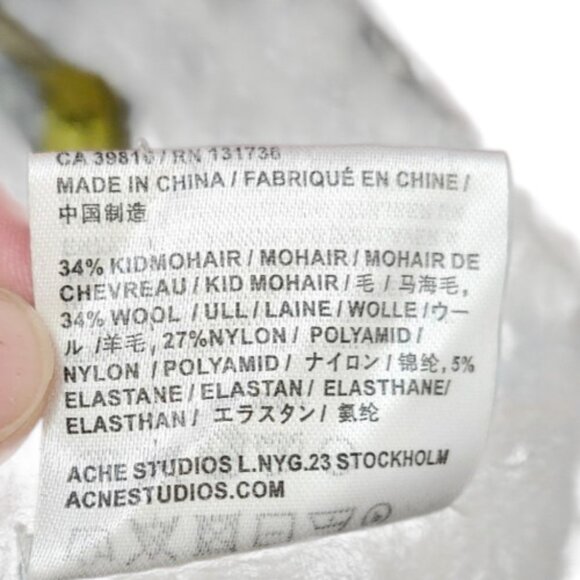 CA 39816 / RN 131736
MADE IN CHINA / FABRIQUÉ EN CHINE /
中国制造
34% KIDMOHAIR / MOHAIR / MOHAIR DE
CHEVREAU / KID MOHAIR / 毛 / 马海毛,
34% WOOL / ULL / LAINE / WOLLE /ウー
ル /羊毛, 27%NYLON / POLYAMID /
NYLON / POLYAMID / ナイロン / 锦纶, 5%
ELASTANE / ELASTAN / ELASTHANE/
ELASTHAN / エラスタン / 氨纶
ACHE STUDIOS L.NYG.23 STOCKHOLM
ACNESTUDIOS.COM